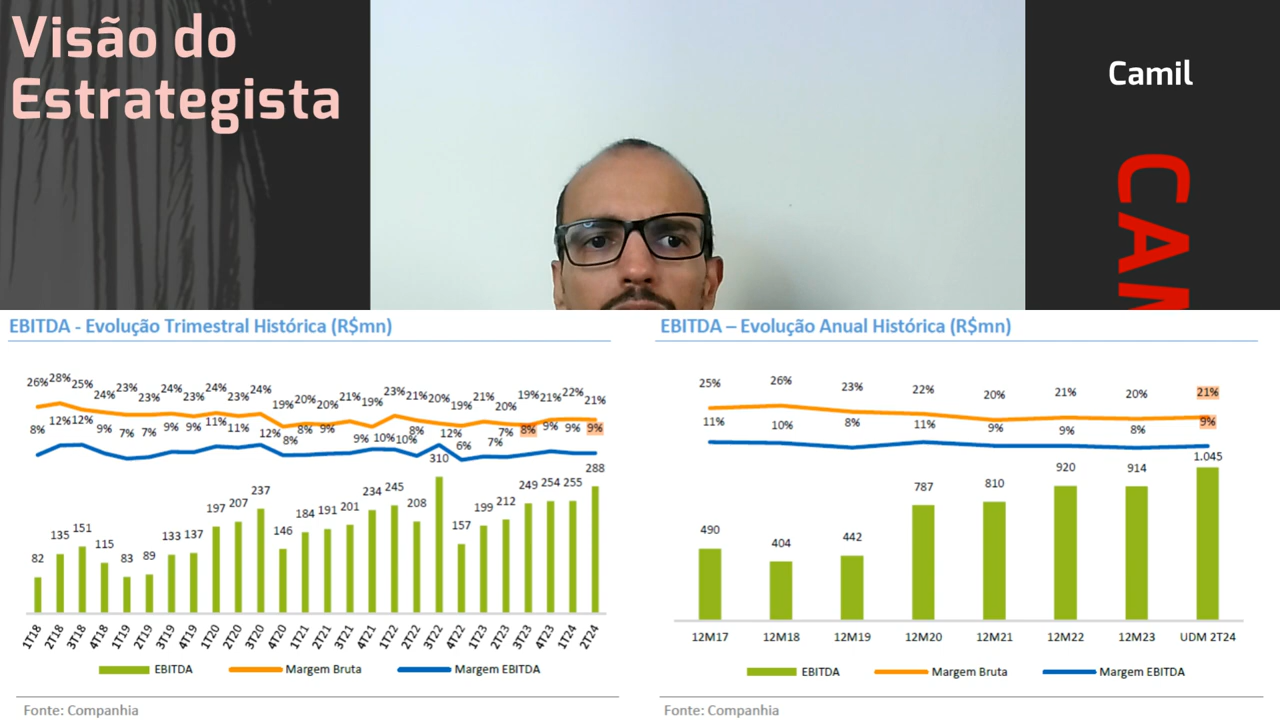 Visão do
Estrategista
Camil
CAM
EBITDA - Evolução Trimestral Histórica (R$mn)
26% 28% 25% 24% 23% 23% 24% 23% 24% 23% 24% 19% 20% 20% 21% 19% 23% 21% 20% 19% 21% 20% 19% 21% 22% 21%
8% 12% 12% 9% 7% 7% 9% 9% 11% 11% 12% 8% 8% 9% 9% 10% 10% 8% 12% 6% 7% 7% 8% 9% 9% 9%
82 135 151 115 83 89 133 137 197 207 237 146 184 191 201 234 245 208 310 157 199 212 249 254 255 288
1T18 2T18 3T18 4T18 1T19 2T19 3T19 4T19 1T20 2T20 3T20 4T20 1T21 2T21 3T21 4T21 1T22 2T22 3T22 4T22 1T23 2T23 3T23 4T23 1T24 2T24
EBITDA Margem Bruta Margem EBITDA
Fonte: Companhia
EBITDA – Evolução Anual Histórica (R$mn)
25% 26% 23% 22% 20% 21% 20% 21%
11% 10% 8% 11% 9% 9% 8% 9%
490 404 442 787 810 920 914 1.045
12M17 12M18 12M19 12M20 12M21 12M22 12M23 UDM 2T24
EBITDA Margem Bruta Margem EBITDA
Fonte: Companhia